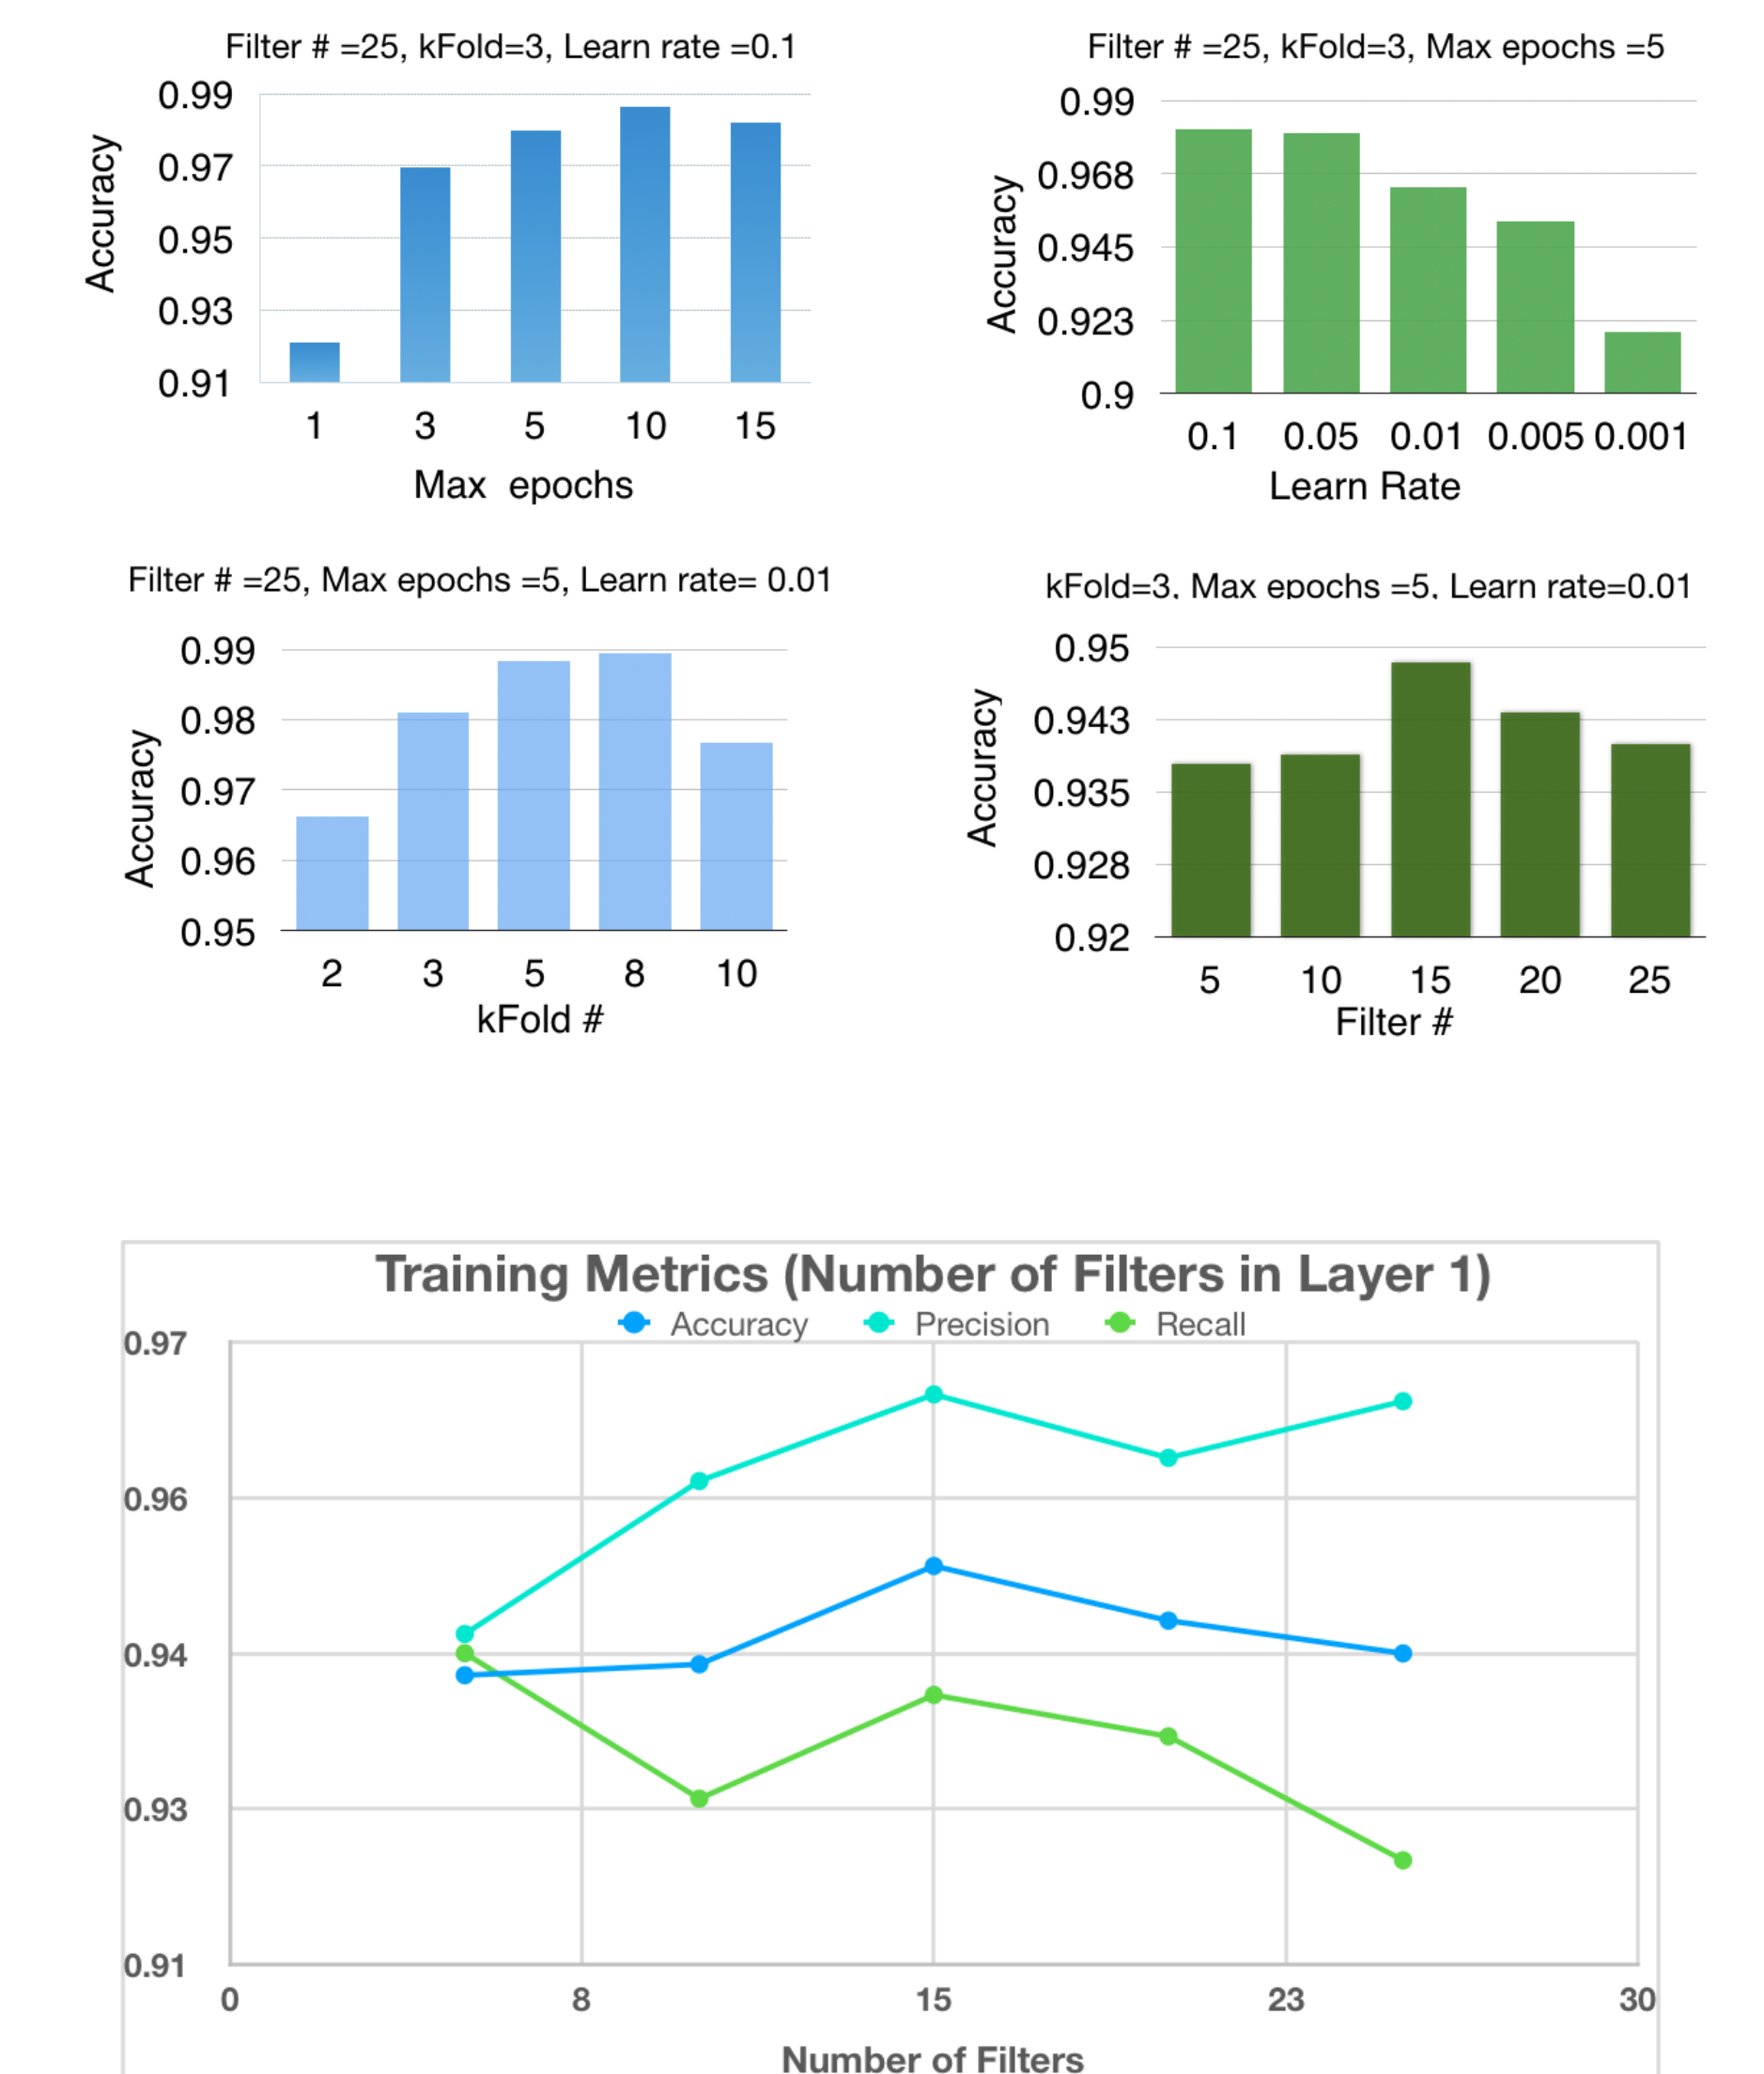 Filter # =25, kFold=3, Learn rate =0.1
0.99
0.97
0.95
0.93
0.91
Accuracy
1 3 5 10 15
Max epochs
Filter # =25, kFold=3, Max epochs =5
0.99
0.968
0.945
0.923
0.9
Accuracy
0.1 0.05 0.01 0.005 0.001
Learn Rate
Filter # =25, Max epochs =5, Learn rate= 0.01
0.99
0.98
0.97
0.96
0.95
Accuracy
2 3 5 8 10
kFold #
kFold=3, Max epochs =5, Learn rate=0.01
0.95
0.943
0.935
0.928
0.92
Accuracy
5 10 15 20 25
Filter #
Training Metrics (Number of Filters in Layer 1)
Accuracy Precision Recall
0.97
0.96
0.94
0.93
0.91
0 8 15 23 30
Number of Filters